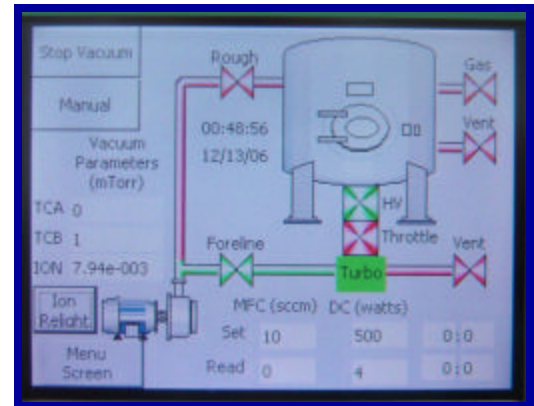 Stop Vacuum
Rough
Gas
Manual
00:48:56
12/13/06
Vent
Vacuum
Parameters
(mTorr)
TCA 0
HV
TCB 1
Foreline
Throttle
Vent
ION 7.94e-003
Turbo
Ion
Relight
MFC (sccm) DC (watts)
Set 10 500 0:0
Menu
Screen
Read 0 4 0:0